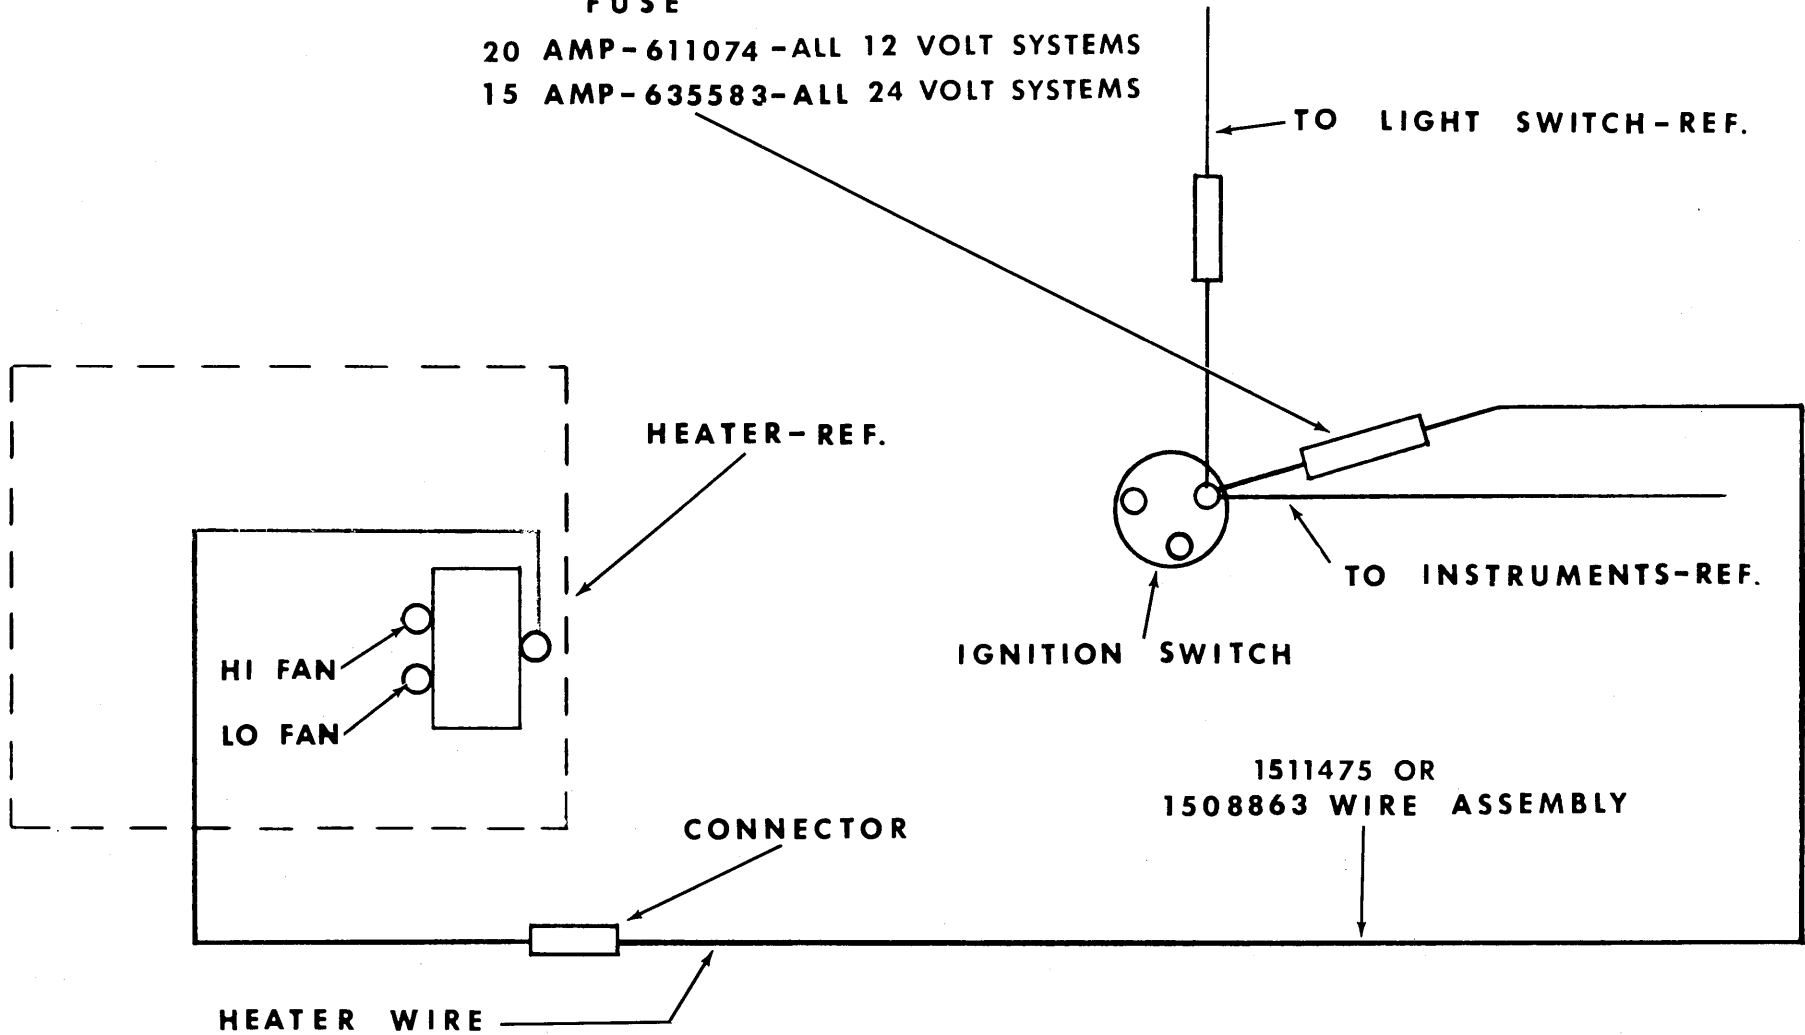 FUSE
20 AMP-611074-ALL 12 VOLT SYSTEMS
15 AMP-635583-ALL 24 VOLT SYSTEMS
TO LIGHT SWITCH-REF.
HEATER-REF.
TO INSTRUMENTS-REF.
IGNITION SWITCH
HI FAN
LO FAN
1511475 OR
1508863 WIRE ASSEMBLY
CONNECTOR
HEATER WIRE